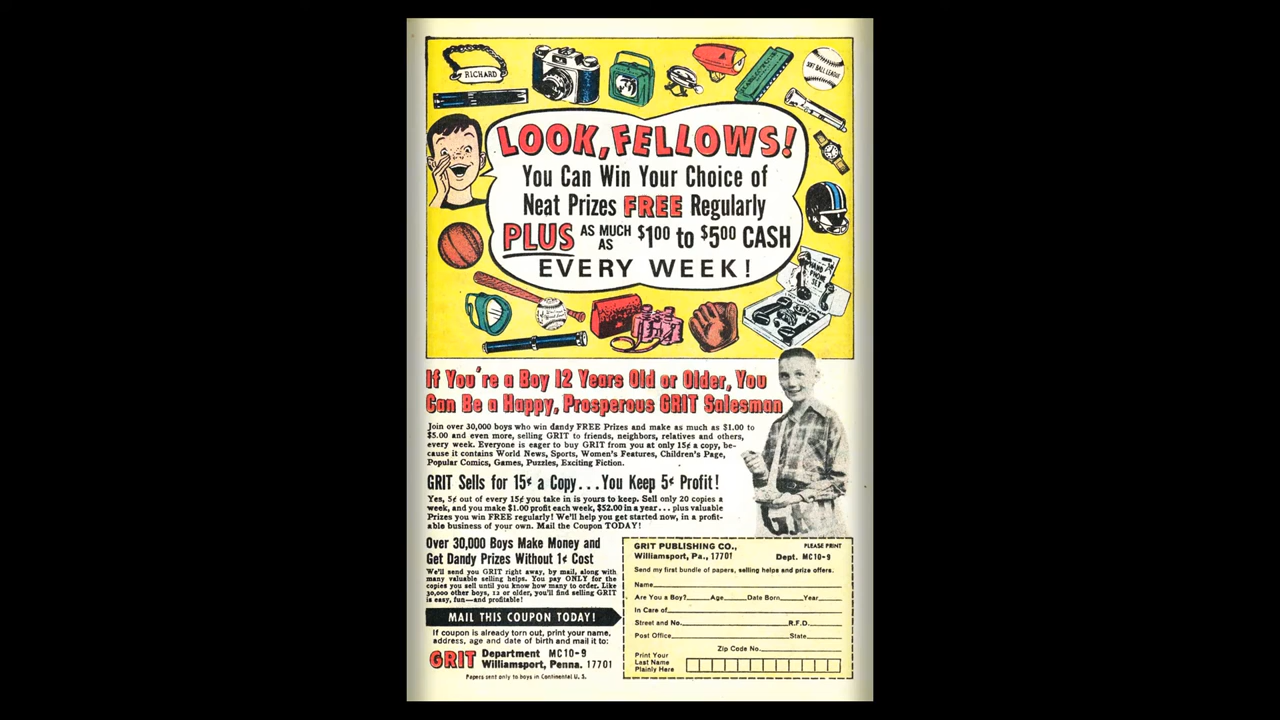 RICHARD
SOFT BALL LEAGUE
LOOK, FELLOWS!
You Can Win Your Choice of
Neat Prizes FREE Regularly
PLUS AS MUCH AS $1.00 to $5.00 CASH
EVERY WEEK!
HAND
PHONE
SET
If You're a Boy 12 Years Old or Older, You
Can Be a Happy, Prosperous GRIT Salesman
Join over 30,000 boys who win dandy FREE Prizes and make as much as $1.00 to
$5.00 and even more, selling GRIT to friends, neighbors, relatives and others,
every week. Everyone is eager to buy GRIT from you at only 15¢ a copy, be-
cause it contains World News, Sports, Women's Features, Children's Page,
Popular Comics, Games, Puzzles, Exciting Fiction.
GRIT Sells for 15¢ a Copy...You Keep 5¢ Profit!
Yes, 5¢ out of every 15¢ you take in is yours to keep. Sell only 20 copies a
week, and you make $1.00 profit each week, $52.00 in a year... plus valuable
Prizes you win FREE regularly! We'll help you get started now, in a profit-
able business of your own. Mail the Coupon TODAY!
Over 30,000 Boys Make Money and
Get Dandy Prizes Without 1¢ Cost
We'll send you GRIT right away, by mail, along with
many valuable selling helps. You pay ONLY for the
copies you sell until you know how many to order. Like
30,000 other boys, 12 or older, you'll find selling GRIT
is easy, fun—and profitable!
MAIL THIS COUPON TODAY!
If coupon is already torn out, print your name,
address, age and date of birth and mail it to:
GRIT Department MC10-9
Williamsport, Penna. 17701
Papers sent only to boys in Continental U. S.
GRIT PUBLISHING CO., PLEASE PRINT
Williamsport, Pa., 17701 Dept. MC10-9
Send my first bundle of papers, selling helps and prize offers.
Name
Are You a Boy? Age Date Born Year
In Care of
Street and No. R.F.D.
Post Office State
Zip Code No.
Print Your
Last Name
Plainly Here